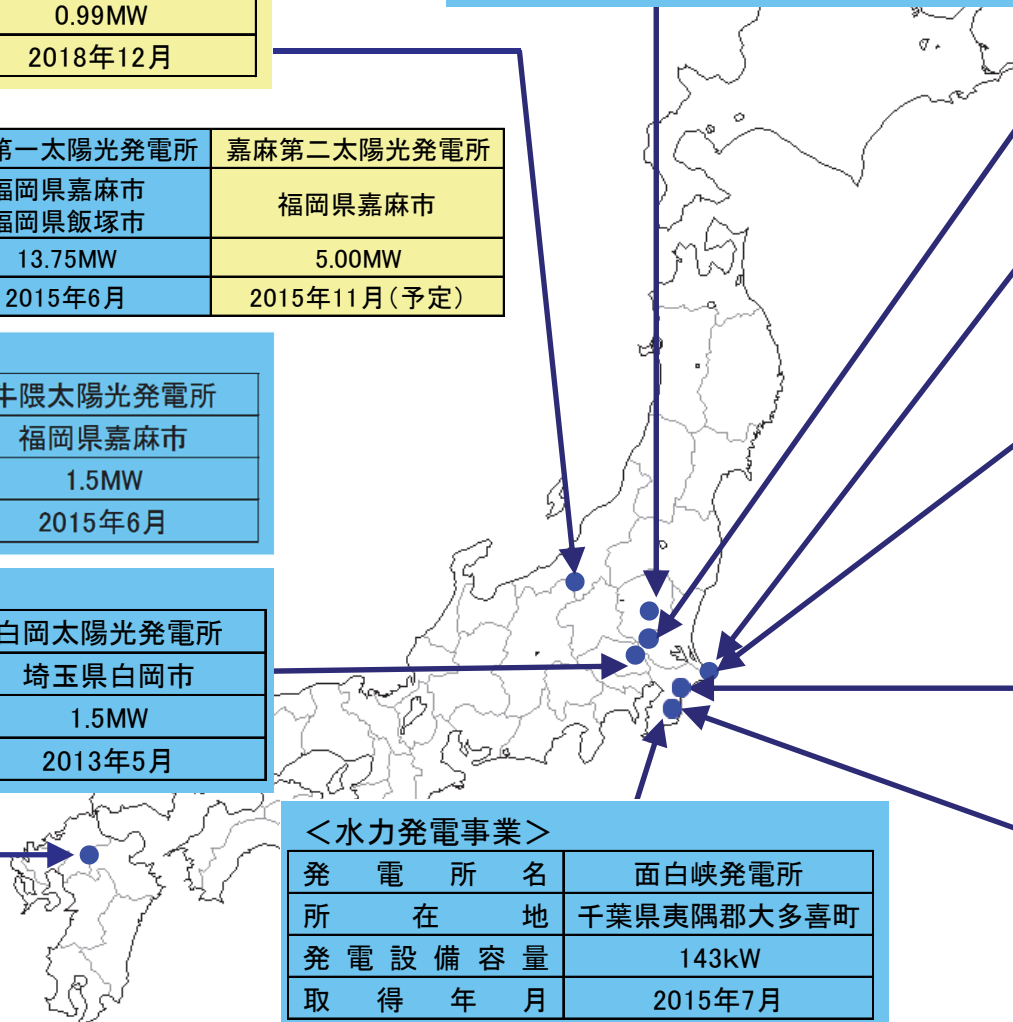 0.99MW
2018年12月
第一太陽光発電所 嘉麻第二太陽光発電所
福岡県嘉麻市
福岡県飯塚市
福岡県嘉麻市
13.75MW 5.00MW
2015年6月 2015年11月(予定)
牛隈太陽光発電所
福岡県嘉麻市
1.5MW
2015年6月
白岡太陽光発電所
埼玉県白岡市
1.5MW
2013年5月
＜水力発電事業＞
発電所名 面白峡発電所
所在地 千葉県夷隅郡大多喜町
発電設備容量 143kW
取得年月 2015年7月